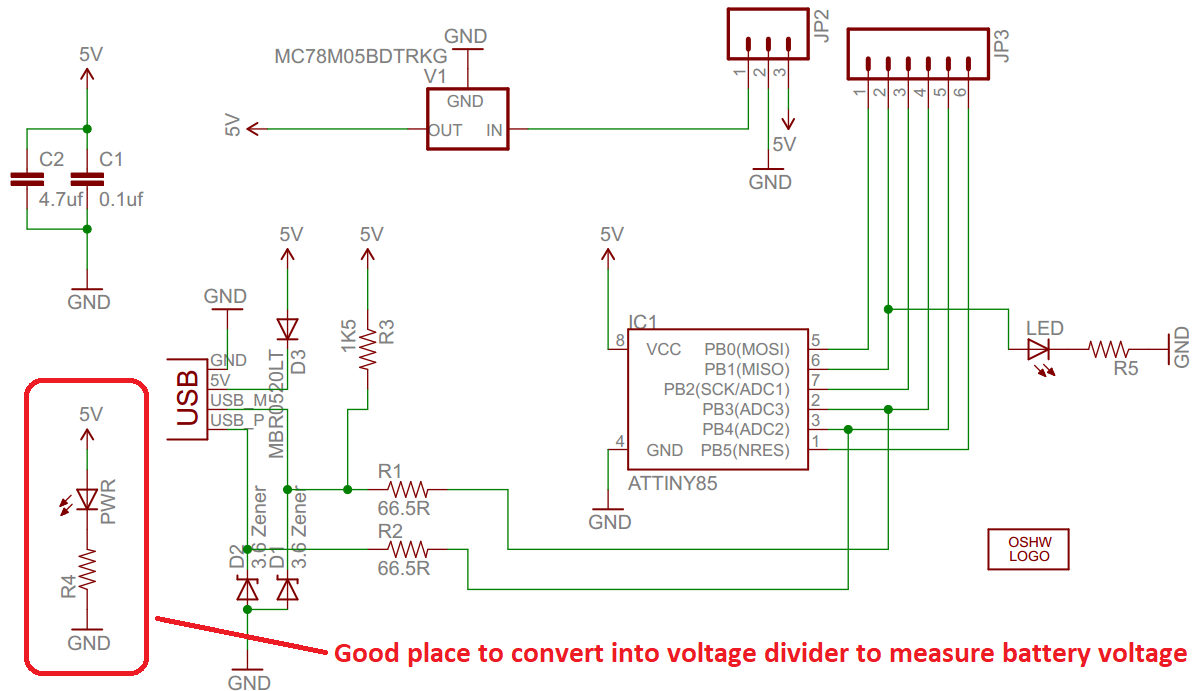 5V
C2
C1
4.7uf
0.1uf
GND
MC78M05BDTRKG
GND
V1
GND
5V
OUT
IN
JP2
1
2
3
5V
GND
JP3
1
2
3
4
5
6
5V
5V
GND
1K5
R3
D3
MBR0520LT
USB
GND
5V
USB_M
USB_P
5V
IC1
8
VCC
PB0(MOSI)
5
PB1(MISO)
6
PB2(SCK/ADC1)
7
PB3(ADC3)
2
PB4(ADC2)
3
4
GND
PB5(NRES)
1
ATTINY85
GND
LED
R5
GND
R1
66.5R
R2
66.5R
D2
3.6 Zener
D1
3.6 Zener
GND
5V
PWR
R4
GND
OSHW
LOGO
Good place to convert into voltage divider to measure battery voltage